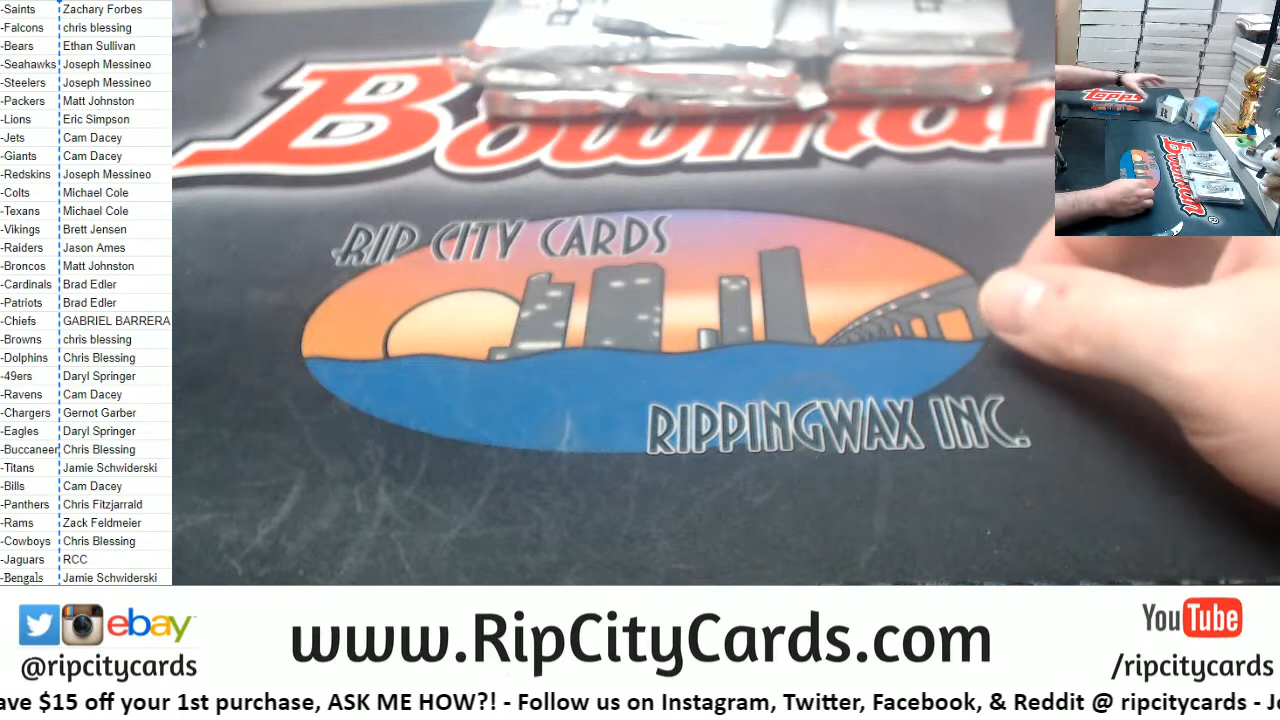 -Saints Zachary Forbes
-Falcons chris blessing
-Bears Ethan Sullivan
-Seahawks Joseph Messineo
-Steelers Joseph Messineo
-Packers Matt Johnston
-Lions Eric Simpson
-Jets Cam Dacey
-Giants Cam Dacey
-Redskins Joseph Messineo
-Colts Michael Cole
-Texans Michael Cole
-Vikings Brett Jensen
-Raiders Jason Ames
-Broncos Matt Johnston
-Cardinals Brad Edler
-Patriots Brad Edler
-Chiefs GABRIEL BARRERA
-Browns chris blessing
-Dolphins Chris Blessing
-49ers Daryl Springer
-Ravens Cam Dacey
-Chargers Gernot Garber
-Eagles Daryl Springer
-Buccaneer Chris Blessing
-Titans Jamie Schwiderski
-Bills Cam Dacey
-Panthers Chris Fitzjarrald
-Rams Zack Feldmeier
-Cowboys Chris Blessing
-Jaguars RCC
-Bengals Jamie Schwiderski
Bowman
RIP CITY CARDS
RIPPINGWAX INC.
TOPPS
Bowman
ebay
@ripcitycards
www.RipCityCards.com
YouTube
/ripcitycards
ave $15 off your 1st purchase, ASK ME HOW?! - Follow us on Instagram, Twitter, Facebook, & Reddit @ ripcitycards - J